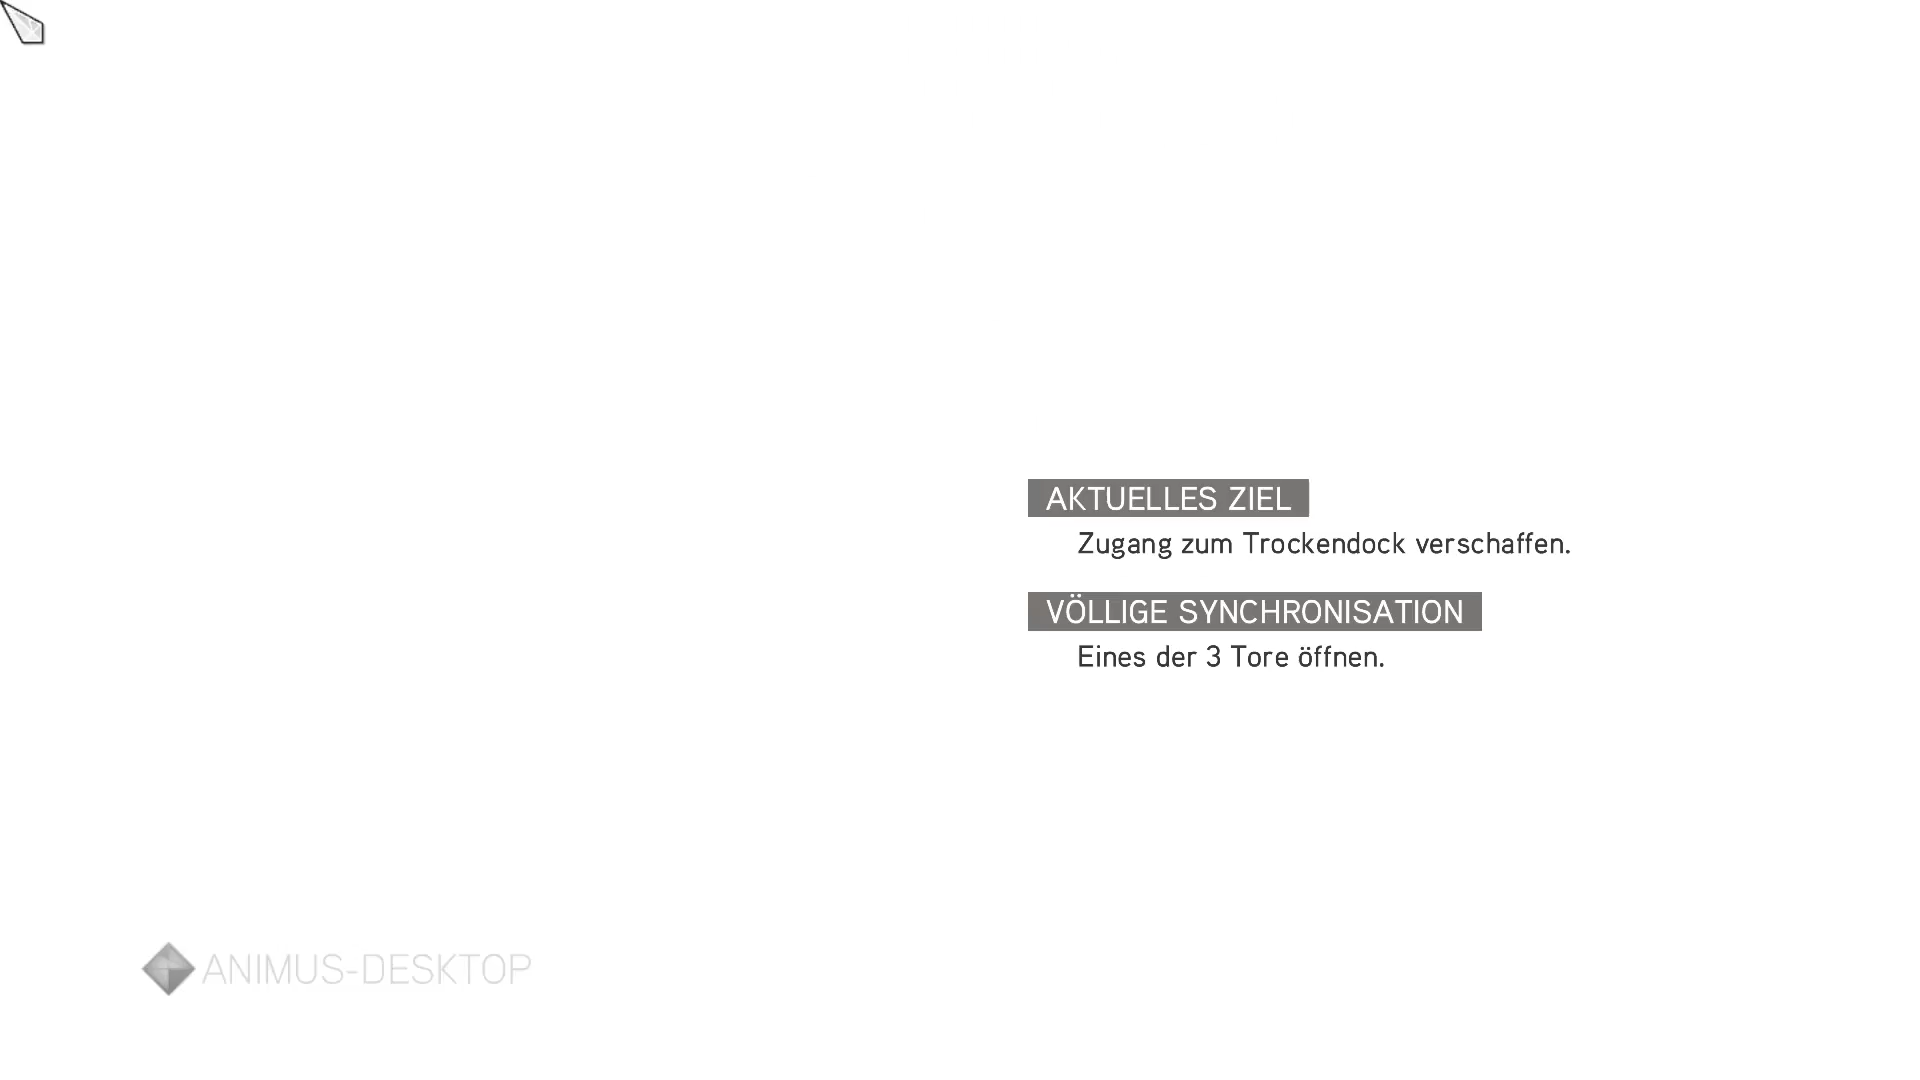 AKTUELLES ZIEL
Zugang zum Trockendock verschaffen.
VÖLLIGE SYNCHRONISATION
Eines der 3 Tore öffnen.
ANIMUS-DESKTOP